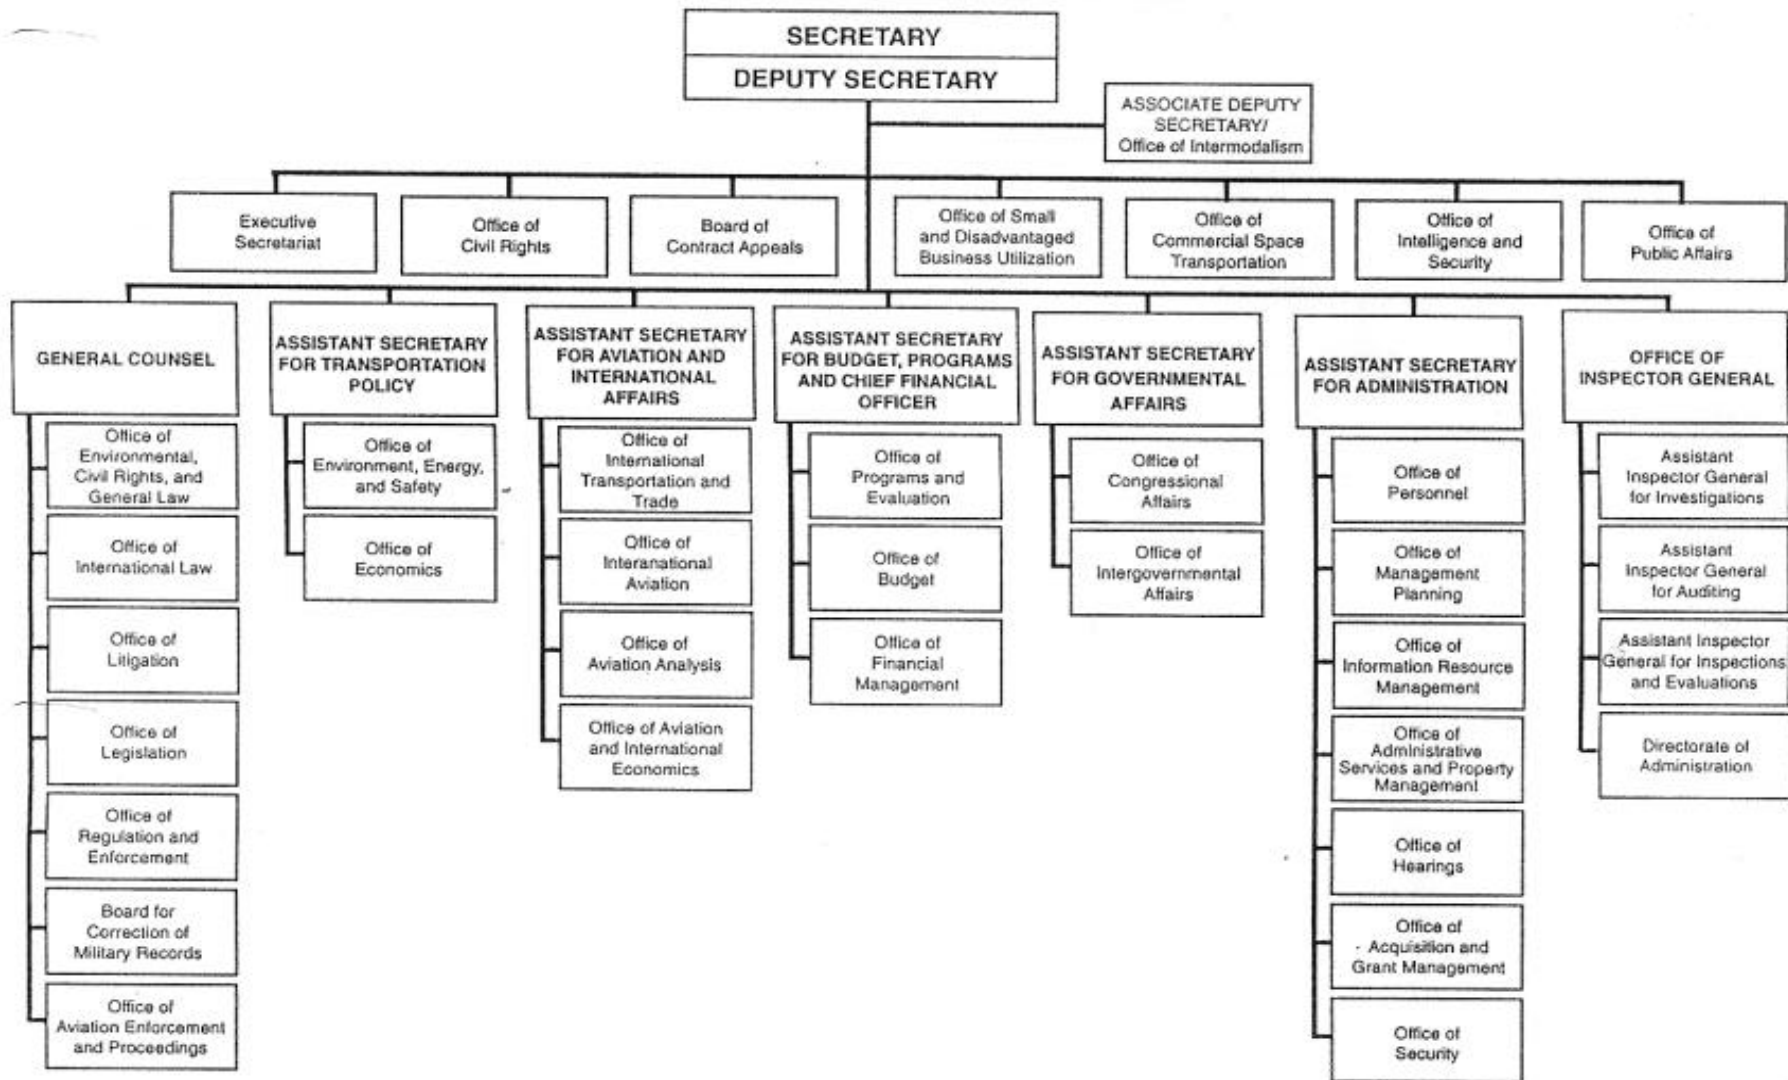 SECRETARY
DEPUTY SECRETARY
ASSOCIATE DEPUTY
SECRETARY/
Office of Intermodalism
Executive
Secretariat
Office of
Civil Rights
Board of
Contract Appeals
Office of Small
and Disadvantaged
Business Utilization
Office of
Commercial Space
Transportation
Office of
Intelligence and
Security
Office of
Public Affairs
GENERAL COUNSEL
Office of
Environmental,
Civil Rights, and
General Law
Office of
International Law
Office of
Litigation
Office of
Legislation
Office of
Regulation and
Enforcement
Board for
Correction of
Military Records
Office of
Aviation Enforcement
and Proceedings
ASSISTANT SECRETARY
FOR TRANSPORTATION
POLICY
Office of
Environment, Energy,
and Safety
Office of
Economics
ASSISTANT SECRETARY
FOR AVIATION AND
INTERNATIONAL
AFFAIRS
Office of
International
Transportation and
Trade
Office of
Interanational
Aviation
Office of
Aviation Analysis
Office of Aviation
and International
Economics
ASSISTANT SECRETARY
FOR BUDGET, PROGRAMS
AND CHIEF FINANCIAL
OFFICER
Office of
Programs and
Evaluation
Office of
Budget
Office of
Financial
Management
ASSISTANT SECRETARY
FOR GOVERNMENTAL
AFFAIRS
Office of
Congressional
Affairs
Office of
Intergovernmental
Affairs
ASSISTANT SECRETARY
FOR ADMINISTRATION
Office of
Personnel
Office of
Management
Planning
Office of
Information Resource
Management
Office of
Administrative
Services and Property
Management
Office of
Hearings
Office of
Acquisition and
Grant Management
Office of
Security
OFFICE OF
INSPECTOR GENERAL
Assistant
Inspector General
for Investigations
Assistant
Inspector General
for Auditing
Assistant Inspector
General for Inspections
and Evaluations
Directorate of
Administration